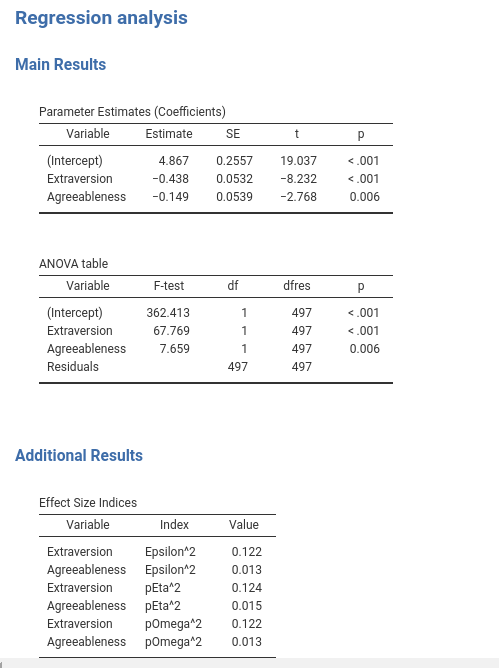 Regression analysis
Main Results
Parameter Estimates (Coefficients)
Variable Estimate SE t p
(Intercept) 4.867 0.2557 19.037 < .001
Extraversion −0.438 0.0532 −8.232 < .001
Agreeableness −0.149 0.0539 −2.768 0.006
ANOVA table
Variable F-test df dfres p
(Intercept) 362.413 1 497 < .001
Extraversion 67.769 1 497 < .001
Agreeableness 7.659 1 497 0.006
Residuals 497 497
Additional Results
Effect Size Indices
Variable Index Value
Extraversion Epsilon^2 0.122
Agreeableness Epsilon^2 0.013
Extraversion pEta^2 0.124
Agreeableness pEta^2 0.015
Extraversion pOmega^2 0.122
Agreeableness pOmega^2 0.013